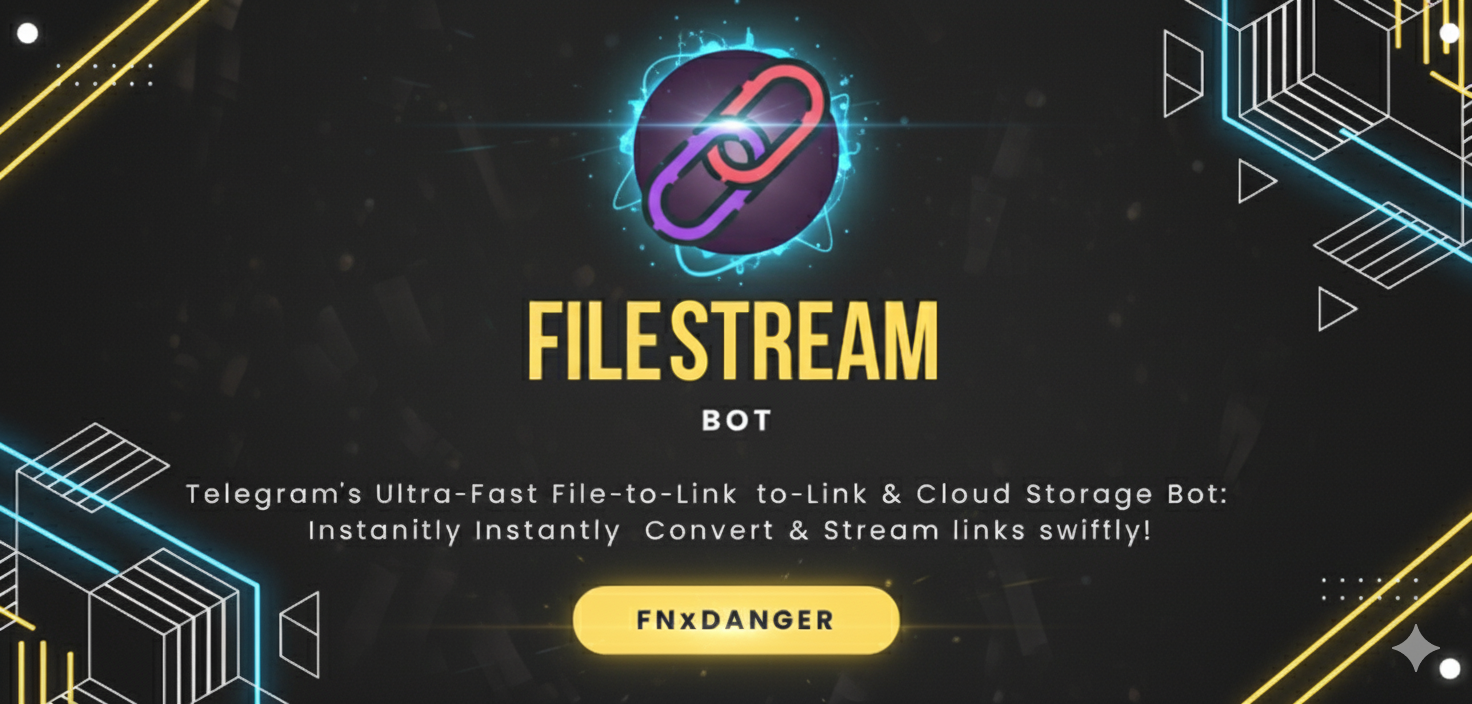 FILESTREAM
BOT
Telegram's Ultra-Fast File-to-Link to-Link & Cloud Storage Bot:
Instanitly Instantly Convert & Stream links swiffly!
FNxDANGER